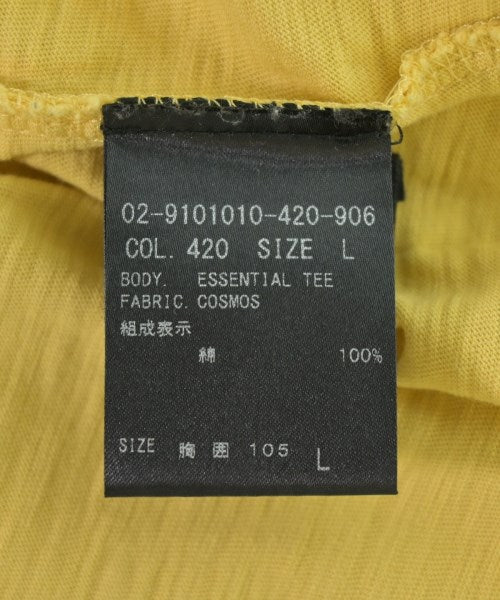 02-9101010-420-906
COL. 420 SIZE L
BODY. ESSENTIAL TEE
FABRIC. COSMOS
組成表示
綿 100%
SIZE 胸囲 105 L